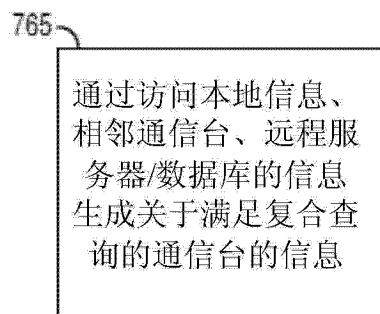 765
通过访问本地信息、
相邻通信台、远程服
务器/数据库的信息
生成关于满足复合查
询的通信台的信息